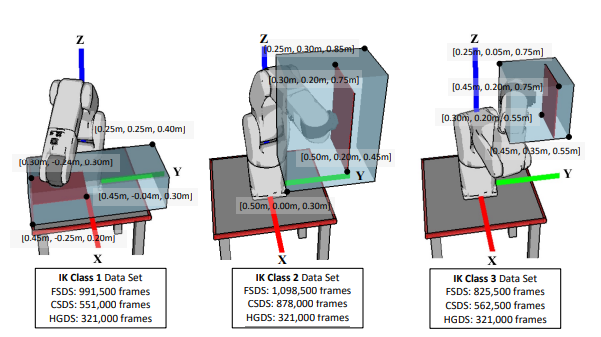 Z
[0.25m, 0.25m, 0.40m]
[0.30m, -0.24m, 0.30m]
Y
[0.45m, -0.04m, 0.30m]
[0.45m, -0.25m, 0.20m]
X
IK Class 1 Data Set
FSDS: 991,500 frames
CSDS: 551,000 frames
HGDS: 321,000 frames
Z
[0.25m, 0.30m, 0.85m]
[0.30m, 0.20m, 0.75m]
[0.50m, 0.20m, 0.45m]
Y
[0.50m, 0.00m, 0.30m]
X
IK Class 2 Data Set
FSDS: 1,098,500 frames
CSDS: 878,000 frames
HGDS: 321,000 frames
Z
[0.25m, 0.05m, 0.75m]
[0.45m, 0.20m, 0.75m]
[0.30m, 0.20m, 0.55m]
[0.45m, 0.35m, 0.55m]
Y
X
IK Class 3 Data Set
FSDS: 825,500 frames
CSDS: 562,500 frames
HGDS: 321,000 frames